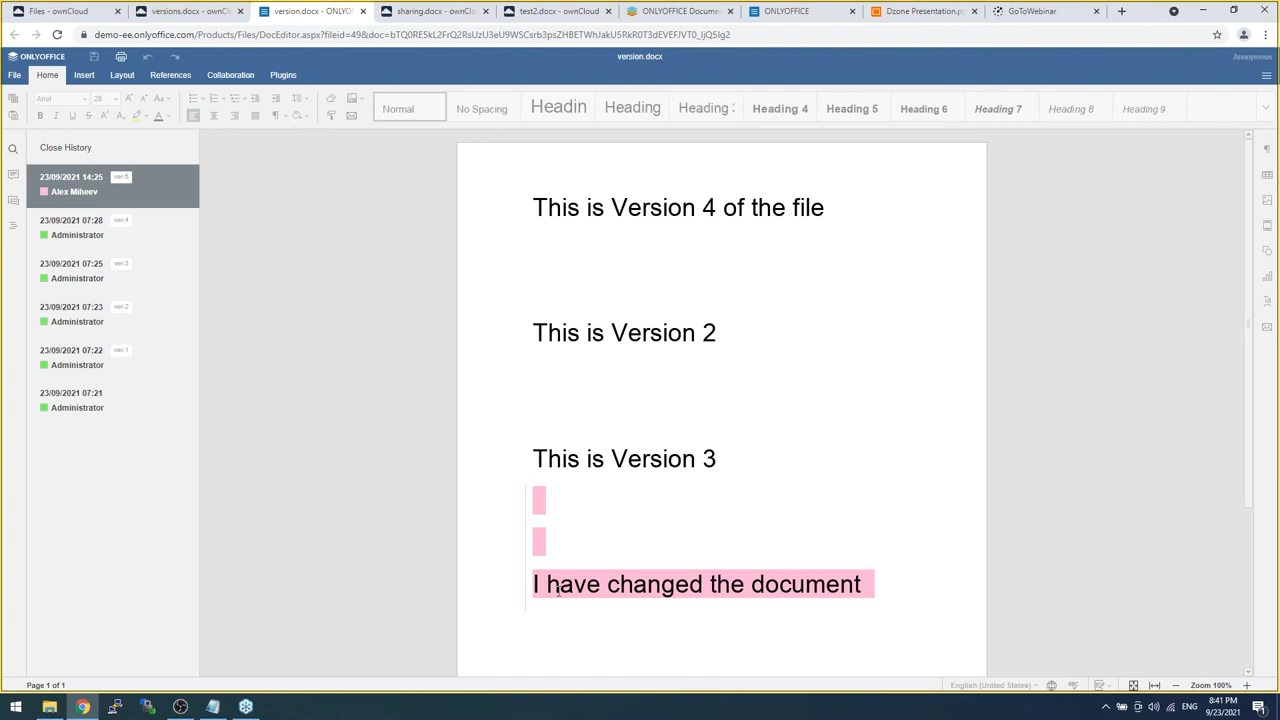 Files - ownCloud
versions.docx - ownCl
version.docx - ONLYOF
sharing.docx - ownCloud
test2.docx - ownCloud
ONLYOFFICE Docume
ONLYOFFICE
Dzone Presentation.pp
GoToWebinar
demo-ee.onlyoffice.com/Products/Files/DocEditor.aspx?fileid=49&doc=
ONLYOFFICE
version.docx
Anonymous
File Home Insert Layout References Collaboration Plugins
Arial 28
Normal No Spacing Headin Heading Heading Heading 4 Heading 5 Heading 6 Heading 7 Heading 8 Heading 9
Close History
23/09/2021 14:25 ver.5
Alex Miheev
23/09/2021 07:28 ver.4
Administrator
23/09/2021 07:25 ver.3
Administrator
23/09/2021 07:23 ver.2
Administrator
23/09/2021 07:22 ver.1
Administrator
23/09/2021 07:21
Administrator
This is Version 4 of the file
This is Version 2
This is Version 3
I have changed the document
Page 1 of 1
English (United States)
Zoom 100%
ENG
8:41 PM
9/23/2021